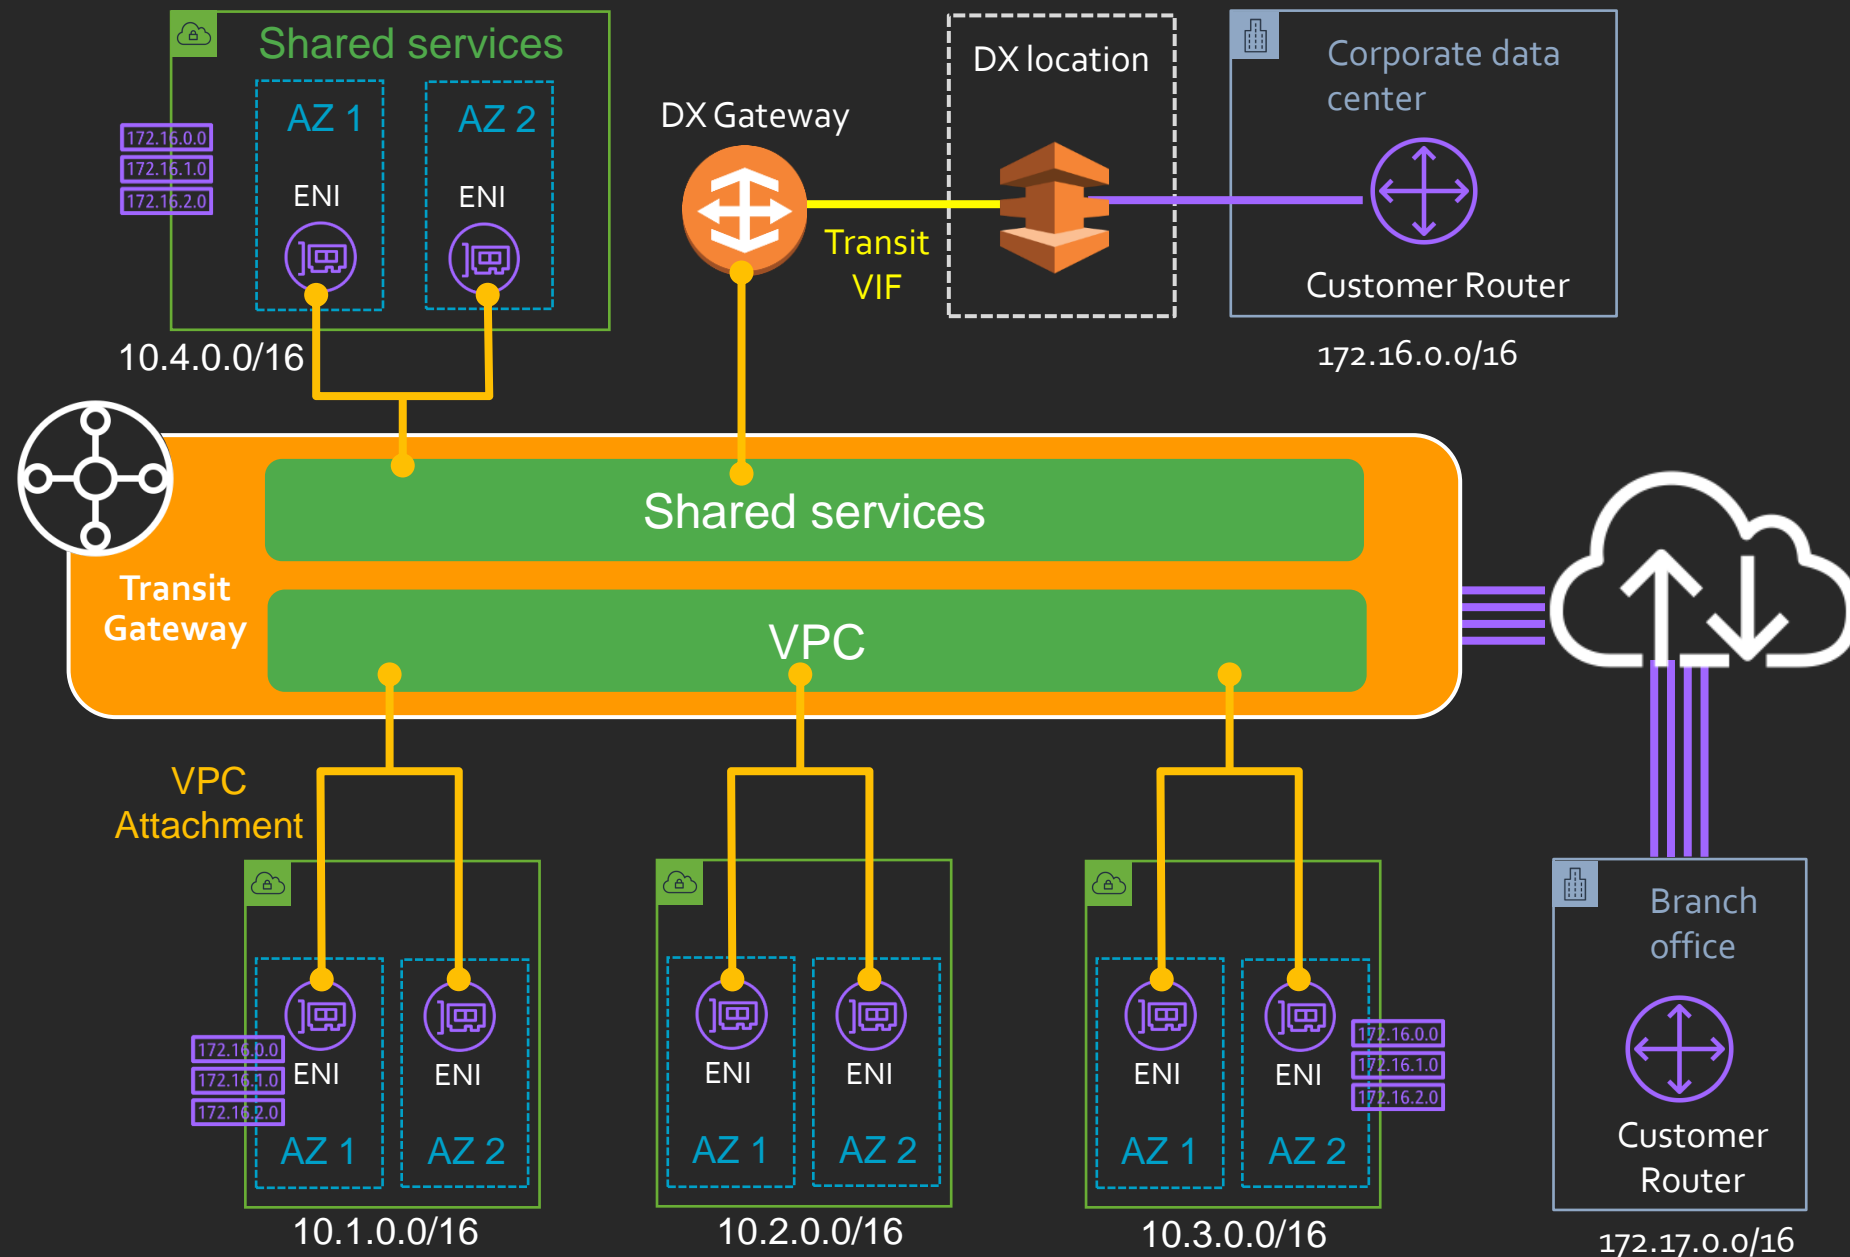 Shared services
AZ 1
AZ 2
ENI
ENI
172.16.0.0
172.16.1.0
172.16.2.0
10.4.0.0/16
DX Gateway
Transit
VIF
DX location
Corporate data
center
Customer Router
172.16.0.0/16
Transit
Gateway
Shared services
VPC
VPC
Attachment
172.16.0.0
172.16.1.0
172.16.2.0
ENI
ENI
AZ 1
AZ 2
10.1.0.0/16
ENI
ENI
AZ 1
AZ 2
10.2.0.0/16
ENI
ENI
AZ 1
AZ 2
172.16.0.0
172.16.1.0
172.16.2.0
10.3.0.0/16
Branch
office
Customer
Router
172.17.0.0/16